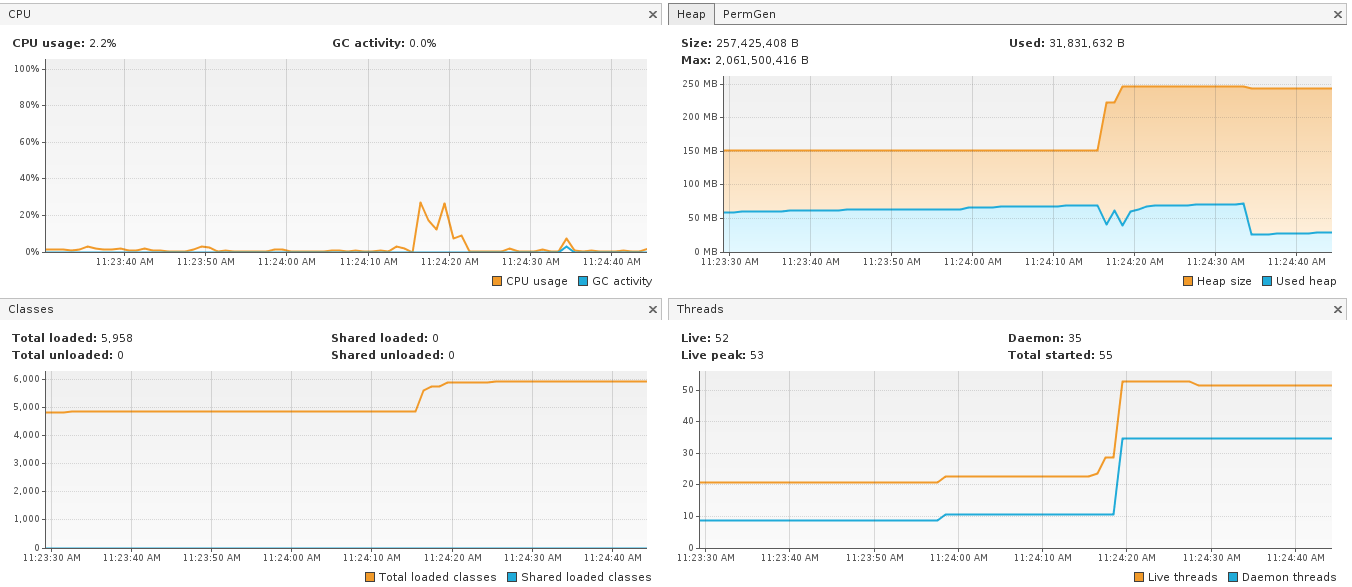 CPU
CPU usage: 2.2% GC activity: 0.0%
100%
80%
60%
40%
20%
0%
11:23:40 AM 11:23:50 AM 11:24:00 AM 11:24:10 AM 11:24:20 AM 11:24:30 AM 11:24:40 AM
CPU usage GC activity
Heap PermGen
Size: 257,425,408 B Used: 31,831,632 B
Max: 2,061,500,416 B
250 MB
200 MB
150 MB
100 MB
50 MB
0 MB
11:23:30 AM 11:23:40 AM 11:23:50 AM 11:24:00 AM 11:24:10 AM 11:24:20 AM 11:24:30 AM 11:24:40 AM
Heap size Used heap
Classes
Total loaded: 5,958 Shared loaded: 0
Total unloaded: 0 Shared unloaded: 0
6,000
5,000
4,000
3,000
2,000
1,000
0
11:23:30 AM 11:23:40 AM 11:23:50 AM 11:24:00 AM 11:24:10 AM 11:24:20 AM 11:24:30 AM 11:24:40 AM
Total loaded classes Shared loaded classes
Threads
Live: 52 Daemon: 35
Live peak: 53 Total started: 55
50
40
30
20
10
0
11:23:30 AM 11:23:40 AM 11:23:50 AM 11:24:00 AM 11:24:10 AM 11:24:20 AM 11:24:30 AM 11:24:40 AM
Live threads Daemon threads